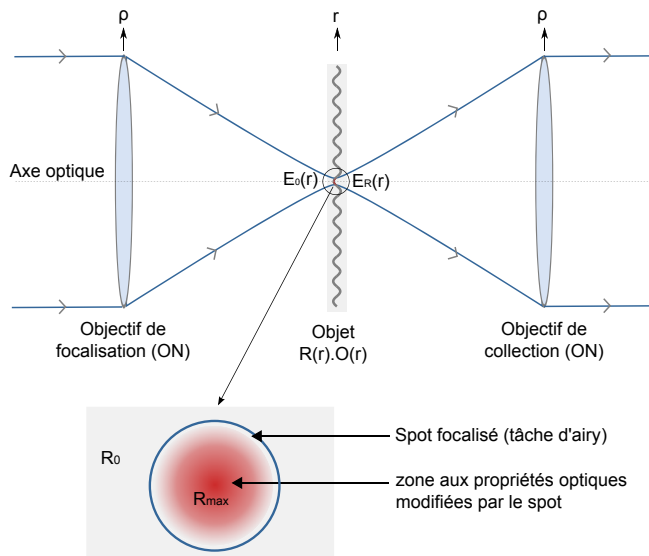 ρ
r
ρ
Axe optique
E₀(r)
E_R(r)
Objectif de
focalisation (ON)
Objet
R(r).O(r)
Objectif de
collection (ON)
Spot focalisé (tâche d'airy)
R₀
zone aux propriétés optiques
modifiées par le spot
Rmax